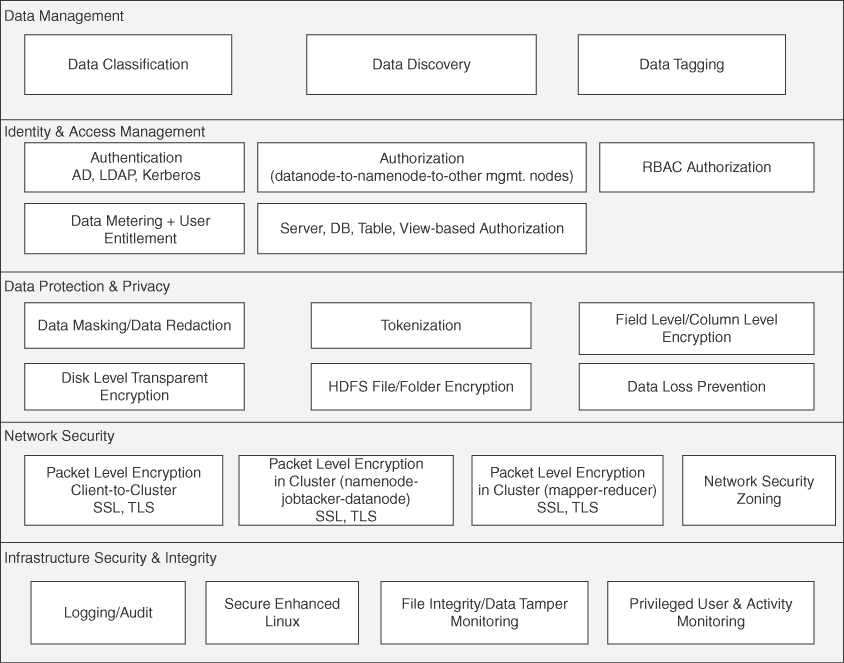 Data Management
Data Classification
Data Discovery
Data Tagging
Identity & Access Management
Authentication
AD, LDAP, Kerberos
Authorization
(datanode-to-namenode-to-other mgmt. nodes)
RBAC Authorization
Data Metering + User
Entitlement
Server, DB, Table, View-based Authorization
Data Protection & Privacy
Data Masking/Data Redaction
Tokenization
Field Level/Column Level
Encryption
Disk Level Transparent
Encryption
HDFS File/Folder Encryption
Data Loss Prevention
Network Security
Packet Level Encryption
Client-to-Cluster
SSL, TLS
Packet Level Encryption
in Cluster (namenode-
jobtacker-datanode)
SSL, TLS
Packet Level Encryption
in Cluster (mapper-reducer)
SSL, TLS
Network Security
Zoning
Infrastructure Security & Integrity
Logging/Audit
Secure Enhanced
Linux
File Integrity/Data Tamper
Monitoring
Privileged User & Activity
Monitoring